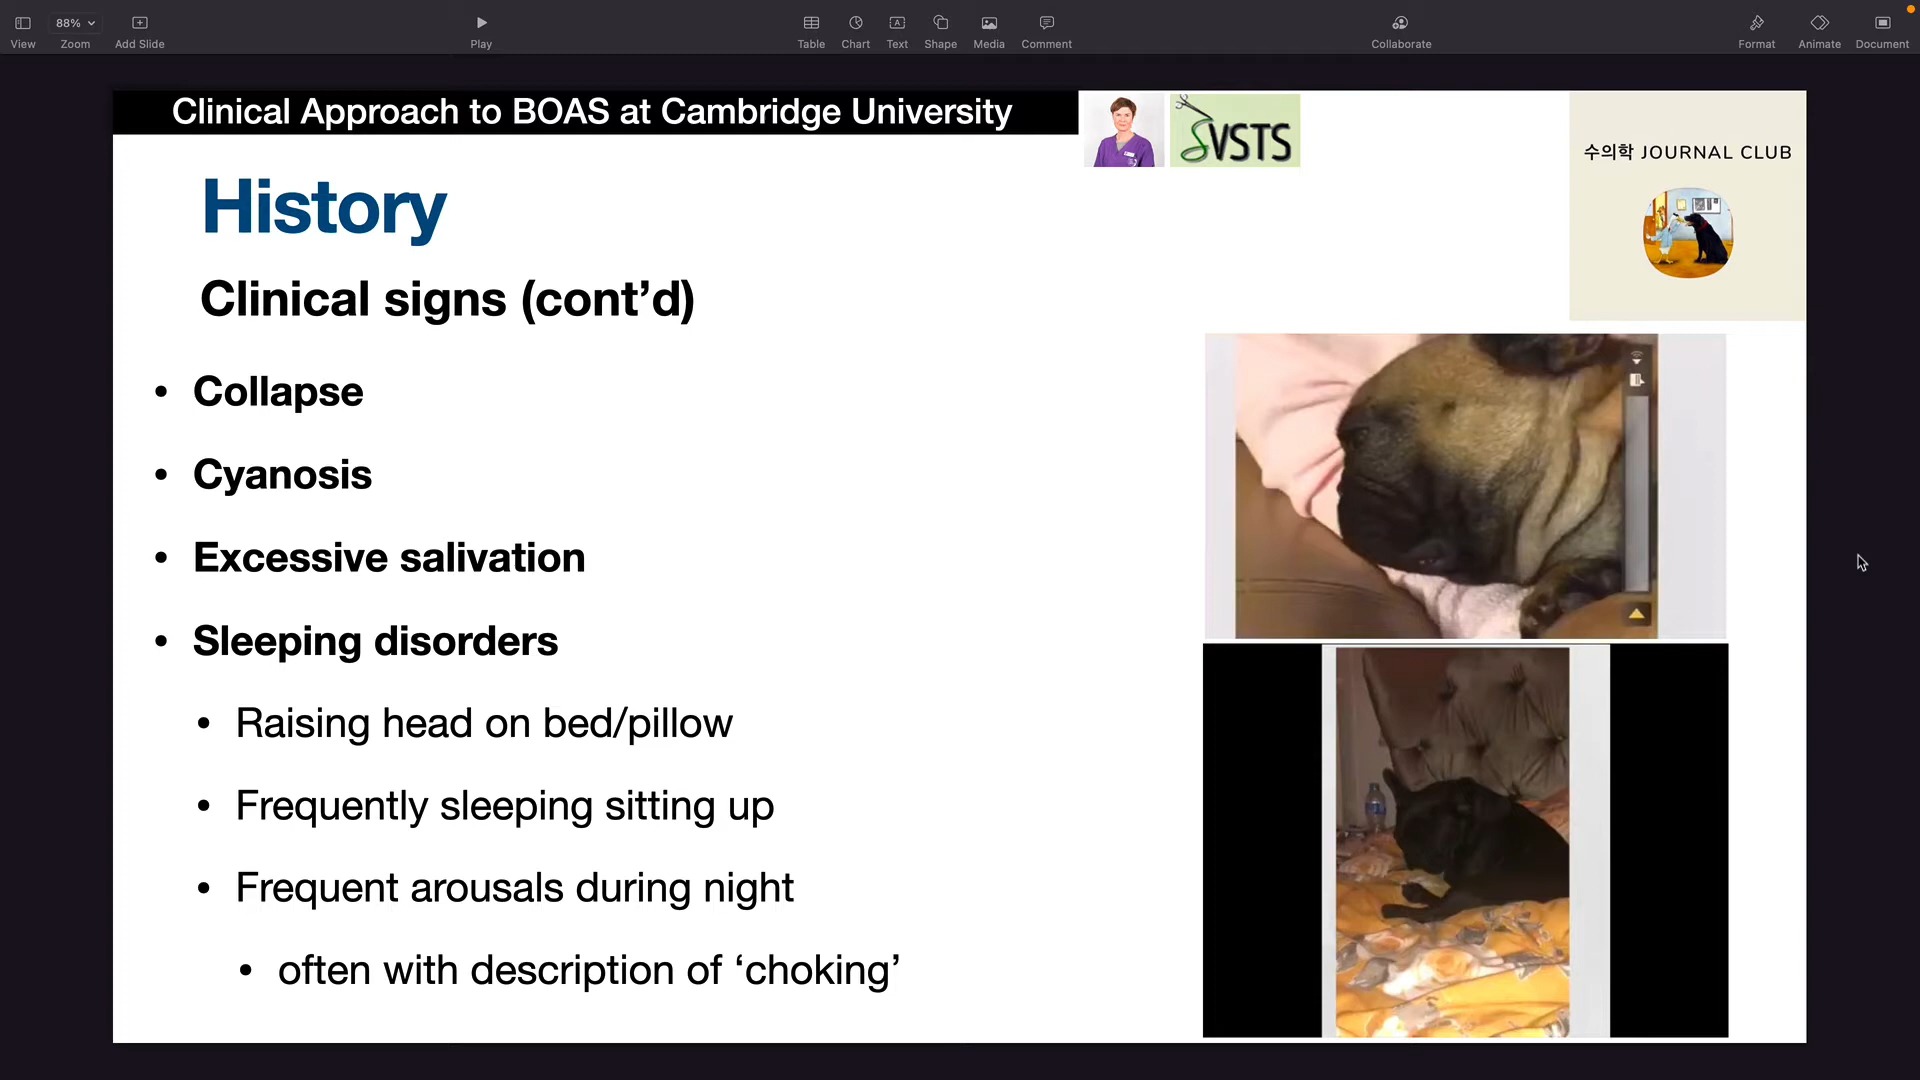 View
88%
Zoom
Add Slide
Play
Table
Chart
Text
Shape
Media
Comment
Collaborate
Format
Animate
Document
Clinical Approach to BOAS at Cambridge University
SVSTS
수의학 JOURNAL CLUB
History
Clinical signs (cont’d)
• Collapse
• Cyanosis
• Excessive salivation
• Sleeping disorders
• Raising head on bed/pillow
• Frequently sleeping sitting up
• Frequent arousals during night
• often with description of ‘choking’